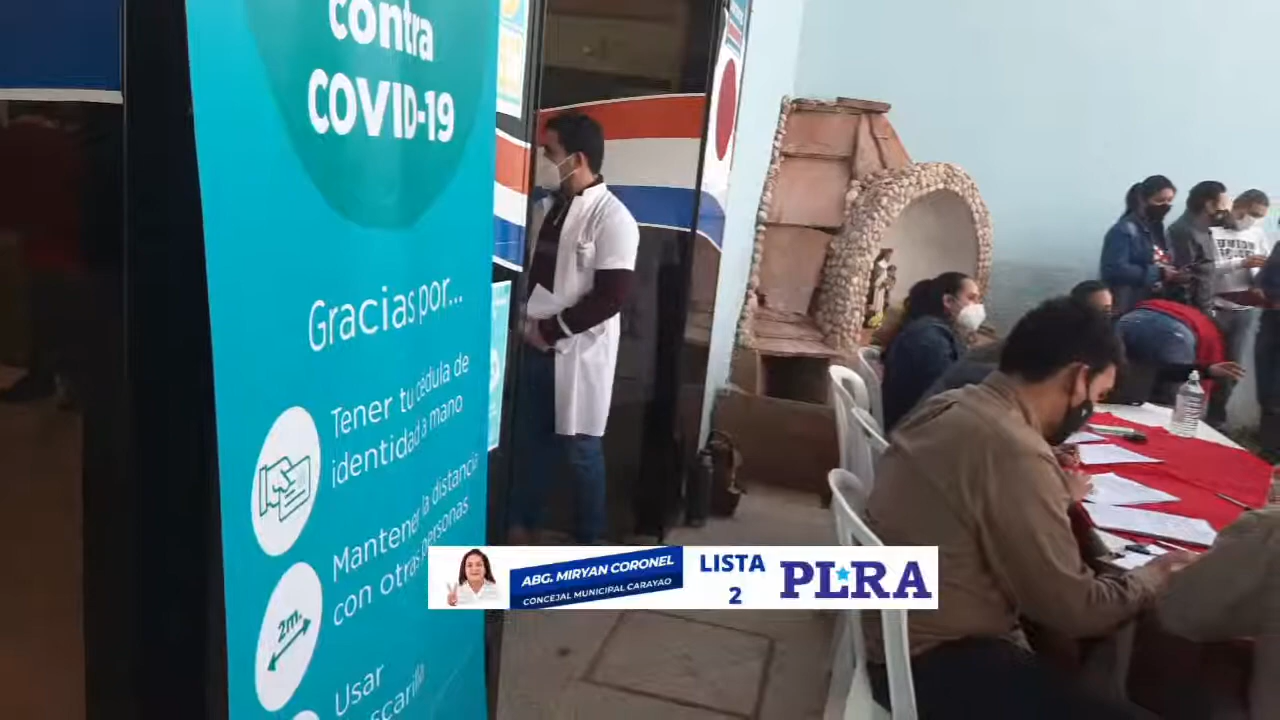 contra
COVID-19
Gracias por...
Tener tu cédula de
identidad a mano
Mantener la distancia
con otras personas
2m.
Usar
ABG. MIRYAN CORONEL
CONCEJAL MUNICIPAL CARAYAO
LISTA
2
PLRA